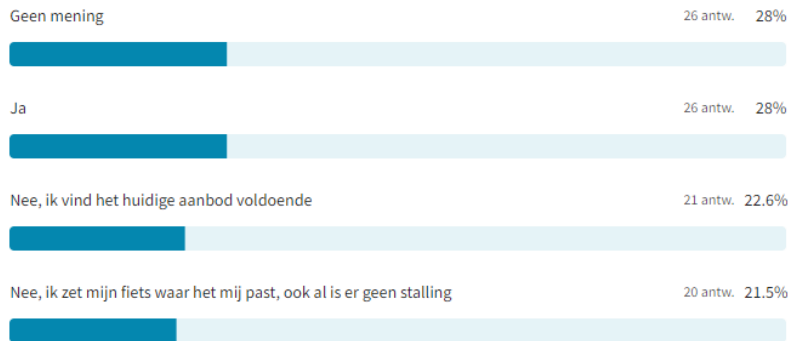 Geen mening 26 antw. 28%
Ja 26 antw. 28%
Nee, ik vind het huidige aanbod voldoende 21 antw. 22.6%
Nee, ik zet mijn fiets waar het mij past, ook al is er geen stalling 20 antw. 21.5%